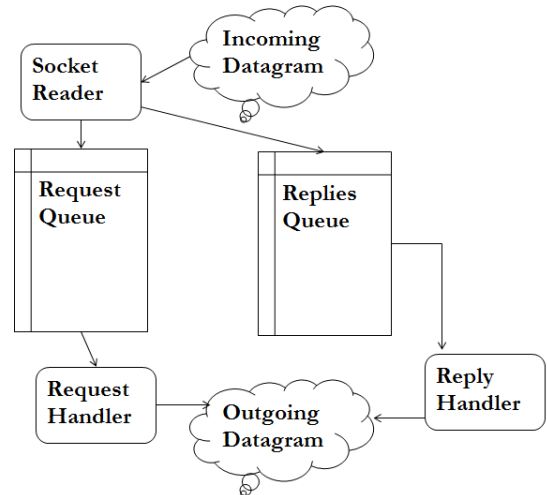 Incoming
Datagram
Socket
Reader
Request
Queue
Replies
Queue
Request
Handler
Outgoing
Datagram
Reply
Handler